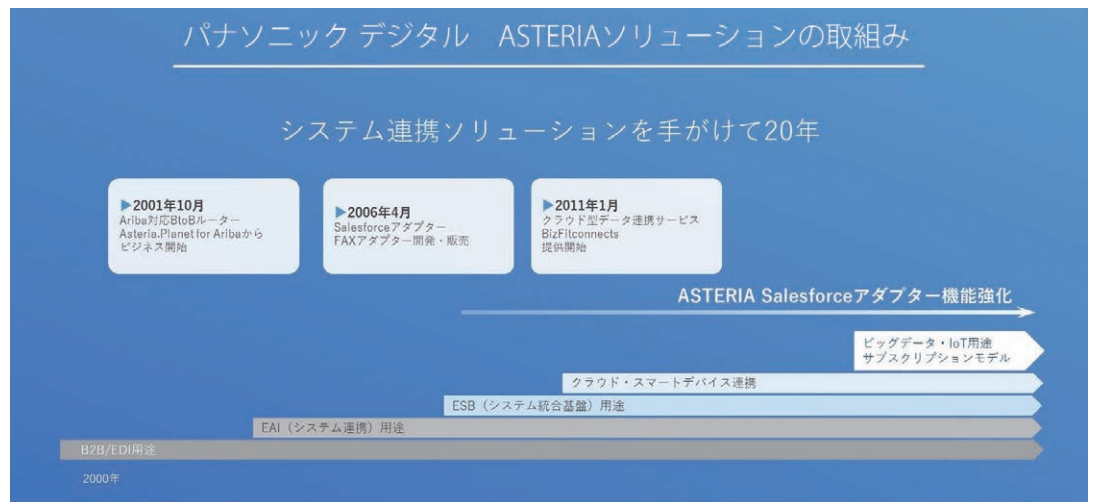 パナソニック デジタル　ASTERIAソリューションの取組み
システム連携ソリューションを手がけて20年
▶2001年10月
Ariba対応BtoBルーター
Asteria.Planet for Aribaから
ビジネス開始
▶2006年4月
Salesforceアダプター
FAXアダプター開発・販売
▶2011年1月
クラウド型データ連携サービス
BizFitconnects
提供開始
ASTERIA Salesforceアダプター機能強化
ビッグデータ・IoT用途
サブスクリプションモデル
クラウド・スマートデバイス連携
ESB（システム統合基盤）用途
EAI（システム連携）用途
B2B/EDI用途
2000年